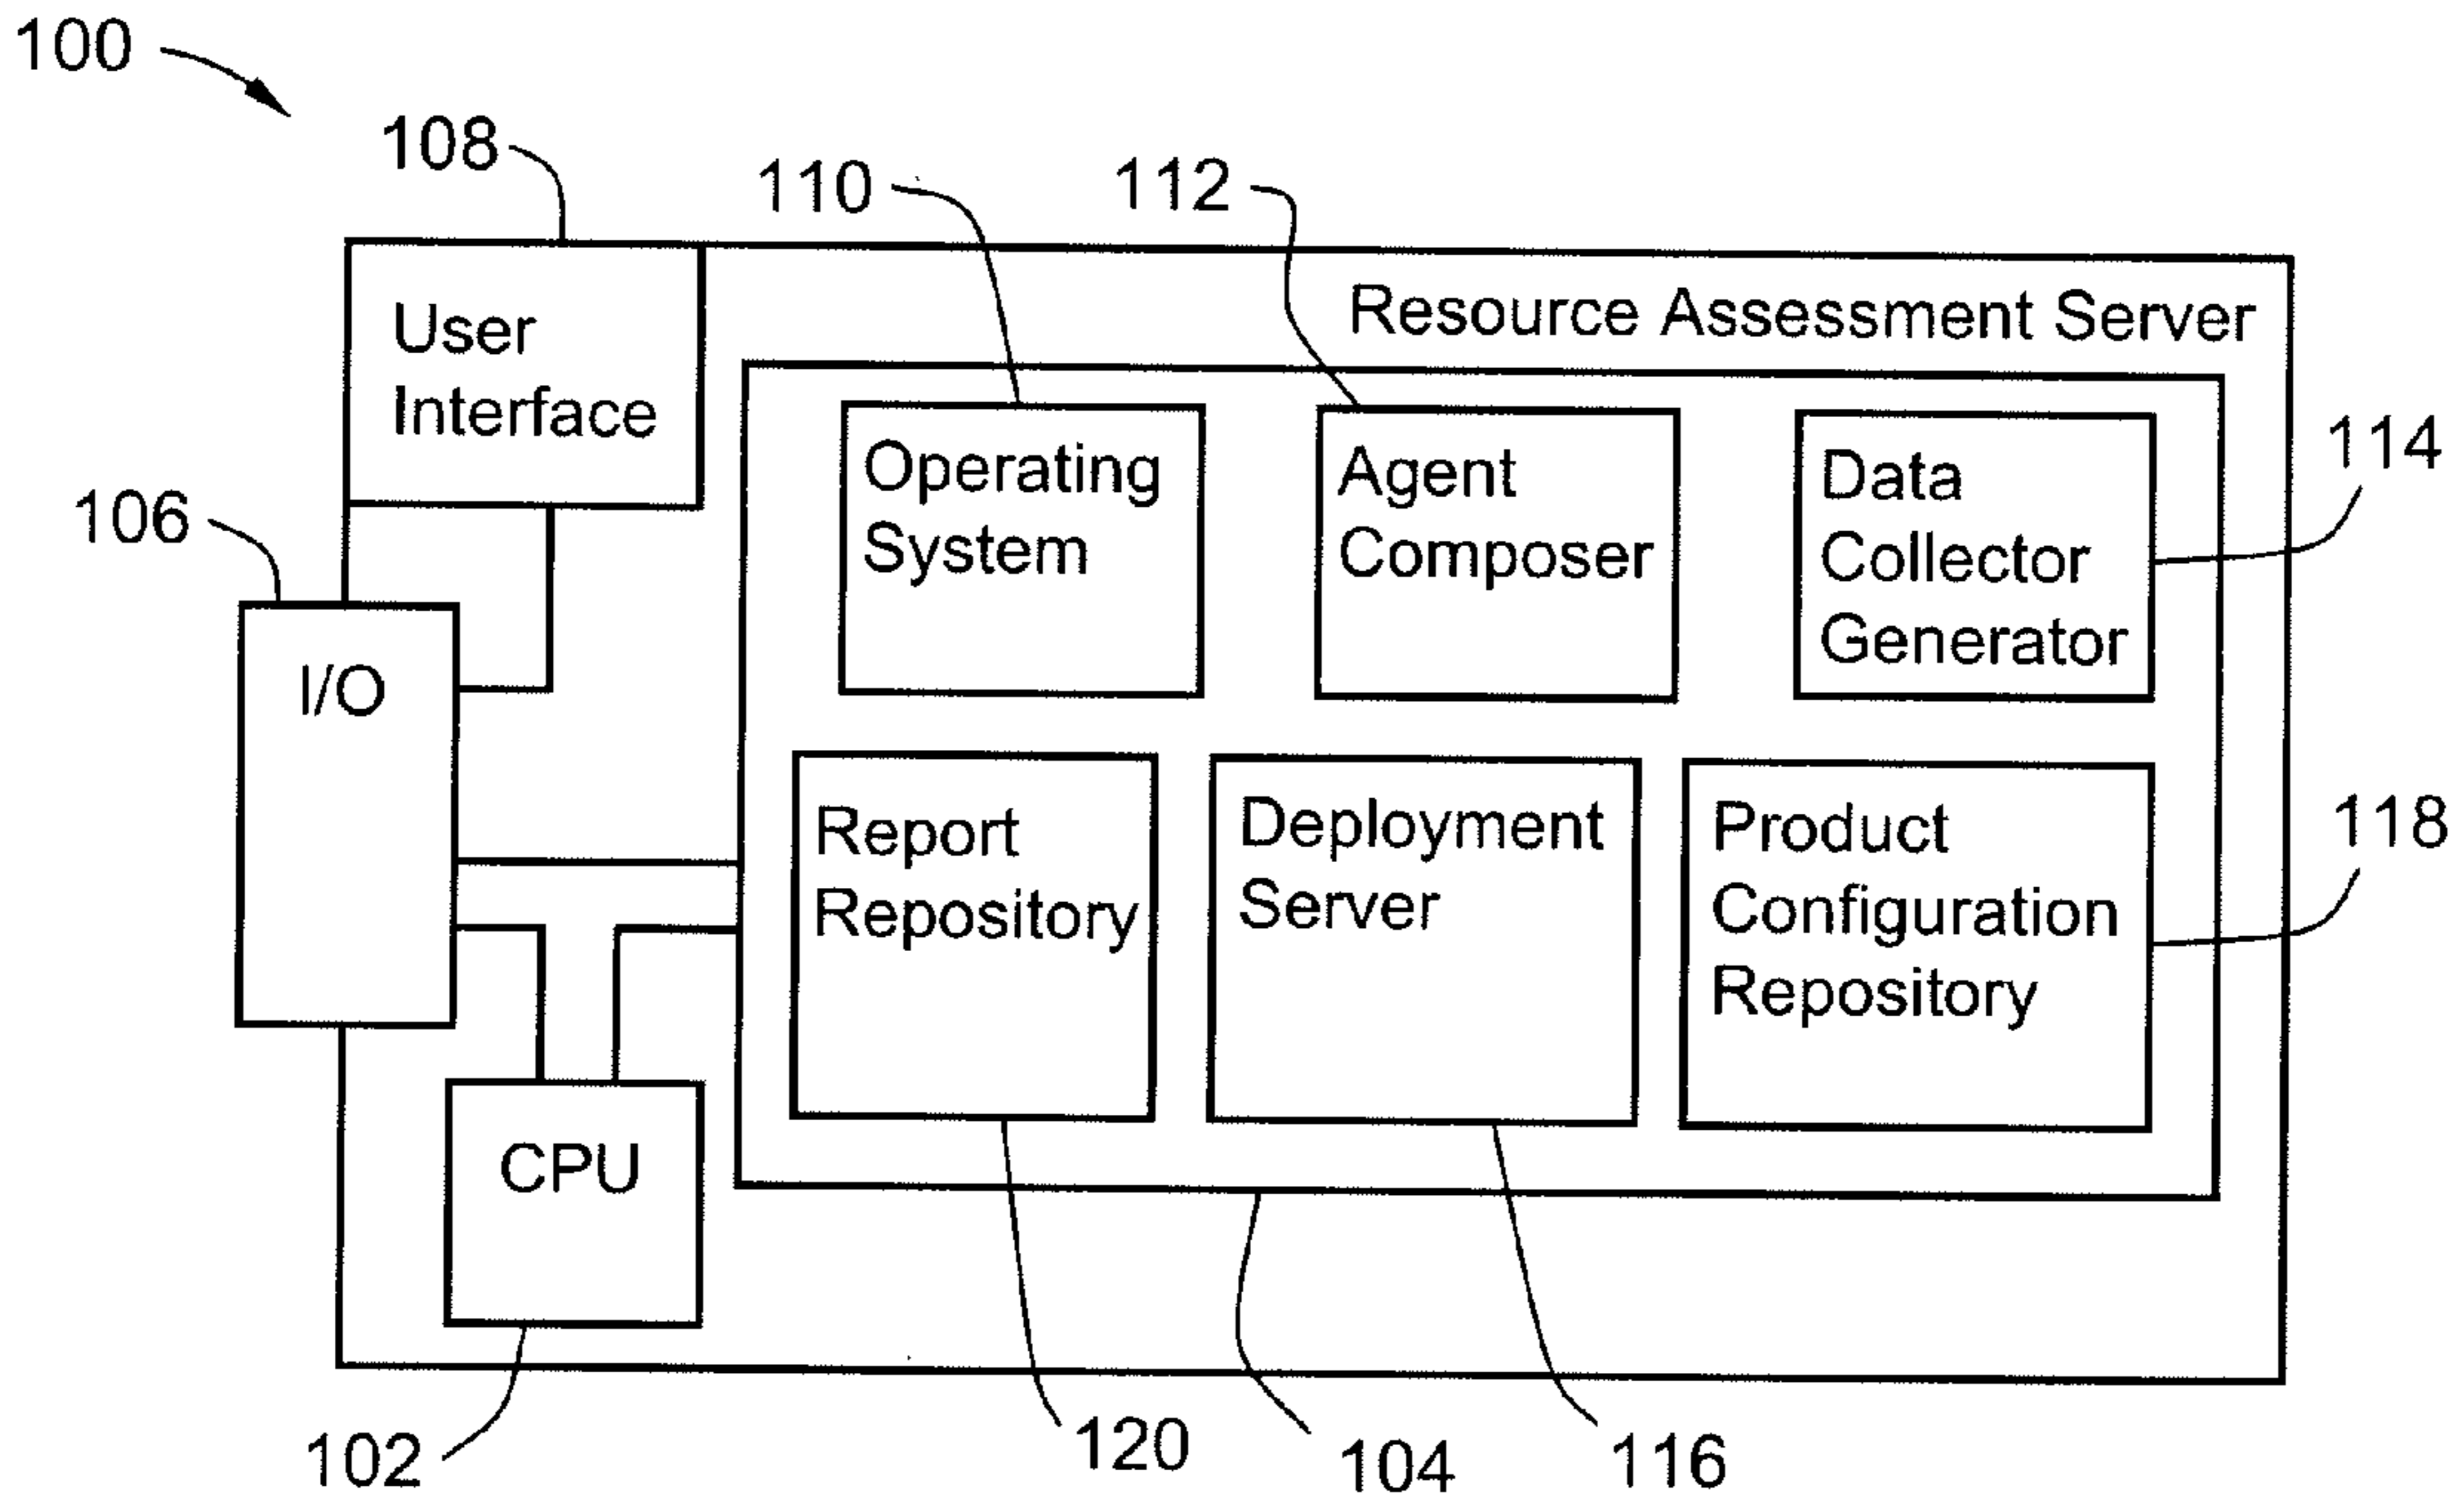 100
108
110
112
Resource Assessment Server
User
Interface
Operating
System
Agent
Composer
Data
Collector
Generator
114
106
I/O
Report
Repository
Deployment
Server
Product
Configuration
Repository
118
CPU
102
120
104
116